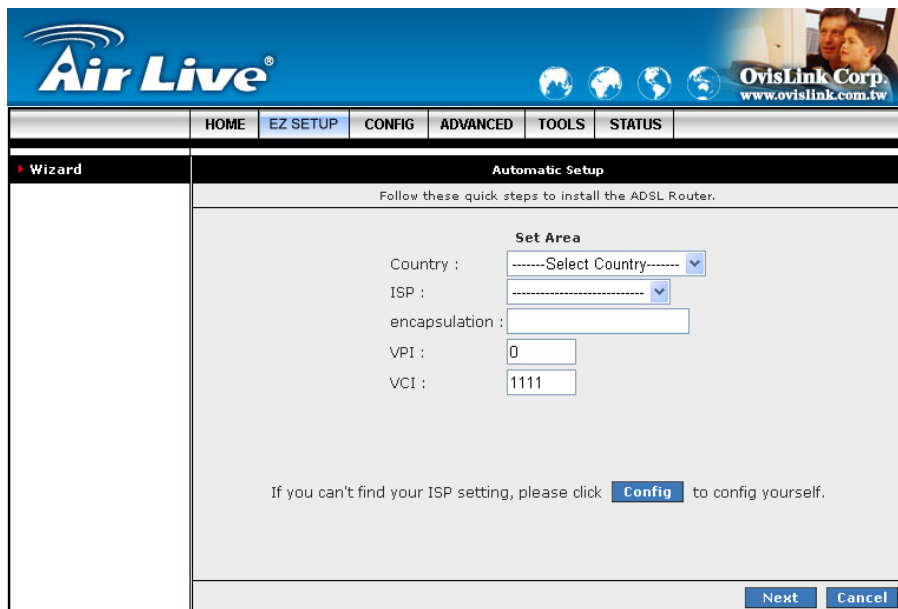 Air Live®
OvisLink Corp.
www.ovislink.com.tw
HOME EZ SETUP CONFIG ADVANCED TOOLS STATUS
Wizard
Automatic Setup
Follow these quick steps to install the ADSL Router.
Set Area
Country : -------Select Country-------
ISP : ----------------------------
encapsulation :
VPI : 0
VCI : 1111
If you can't find your ISP setting, please click Config to config yourself.
Next Cancel